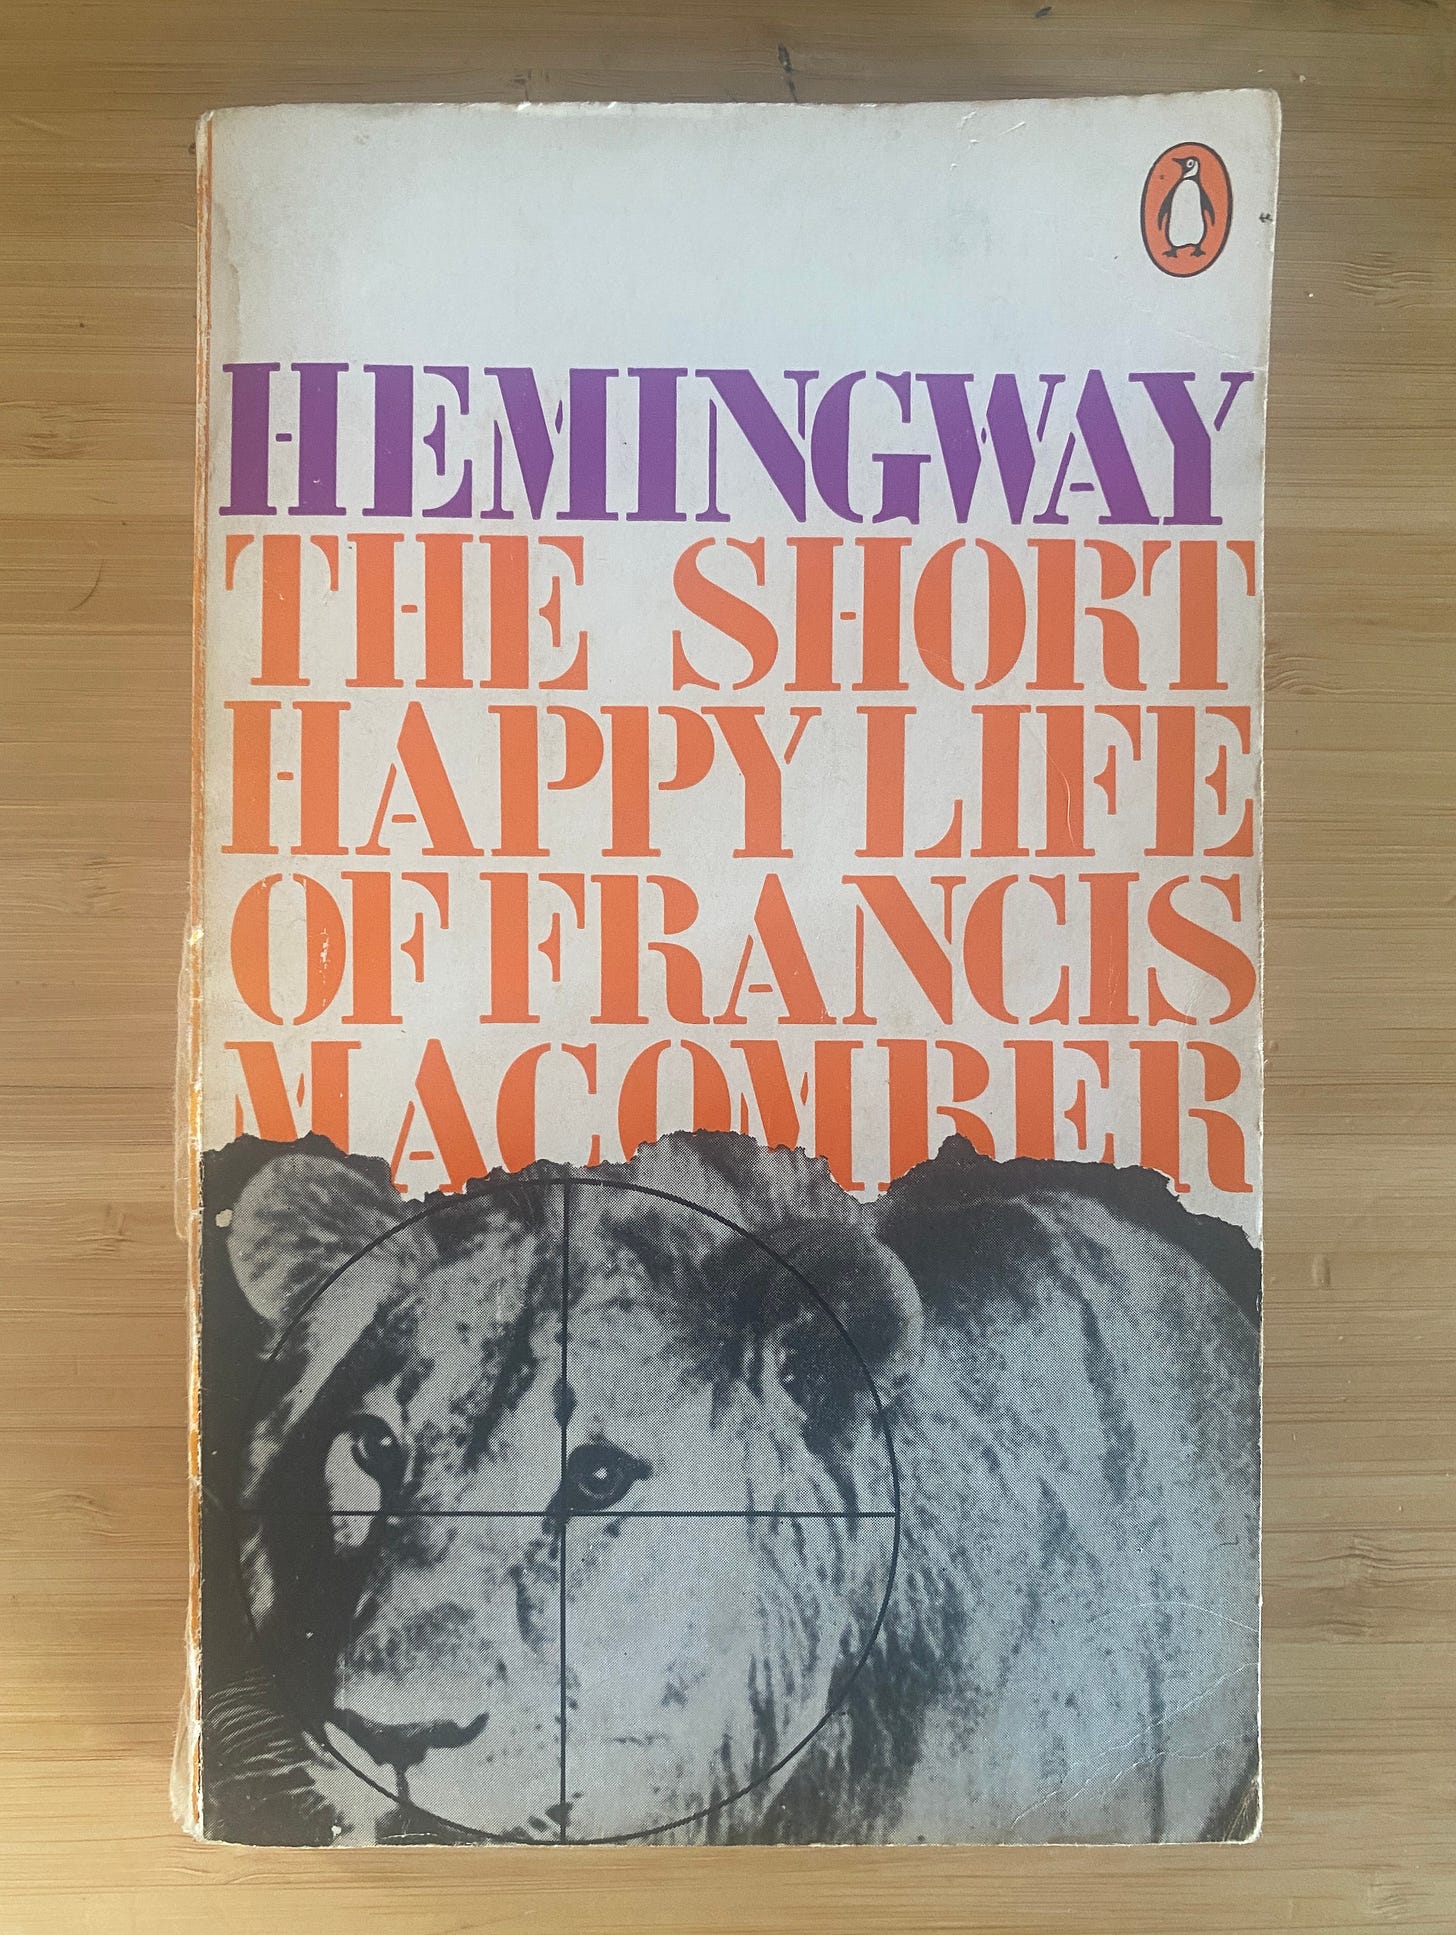 HEMINGWAY
THE SHORT
HAPPY LIFE
OF FRANCIS
MACOMBER